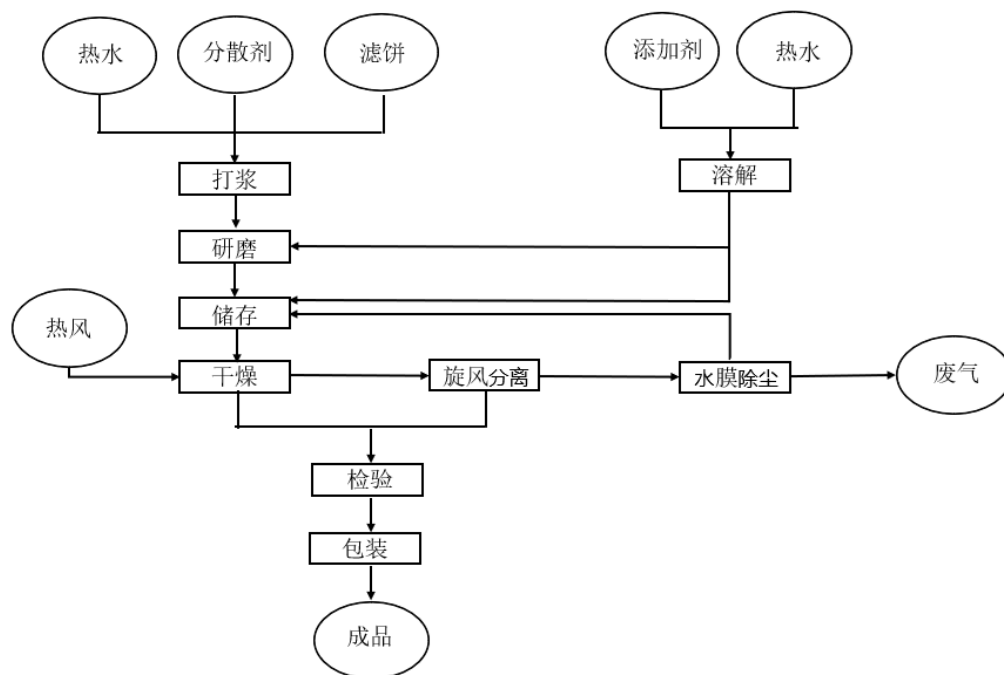 热水
分散剂
滤饼
添加剂
热水
打浆
溶解
研磨
储存
热风
干燥
旋风分离
水膜除尘
废气
检验
包装
成品